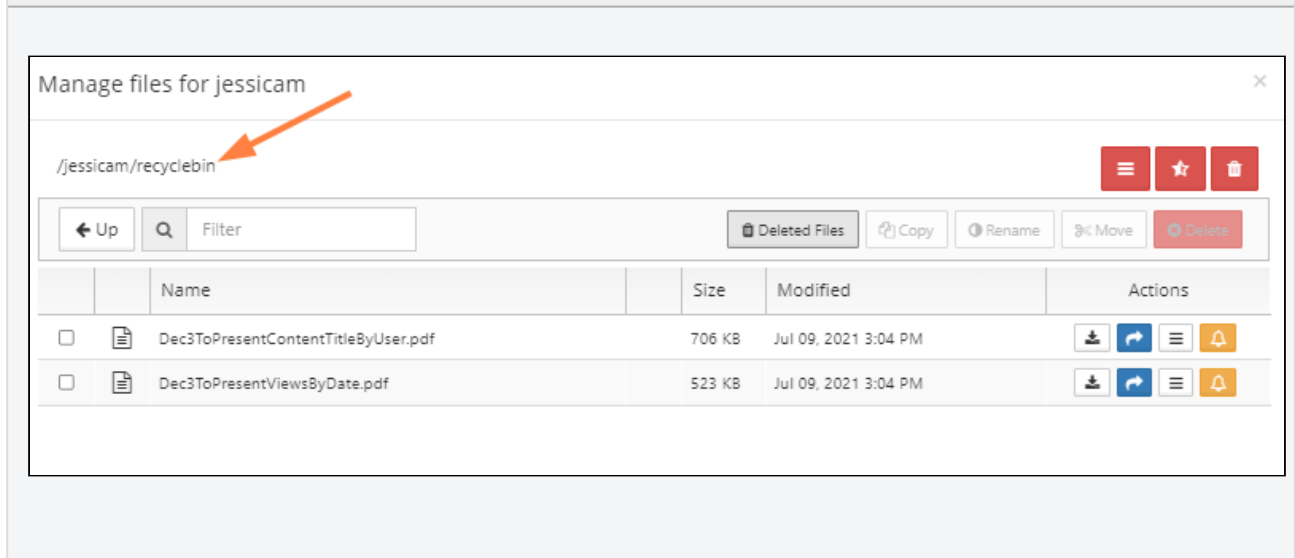 Manage files for jessicam
/jessicam/recyclebin
Up Filter Deleted Files Copy Rename Move Delete
Name Size Modified Actions
Dec3ToPresentContentTitleByUser.pdf 706 KB Jul 09, 2021 3:04 PM
Dec3ToPresentViewsByDate.pdf 523 KB Jul 09, 2021 3:04 PM